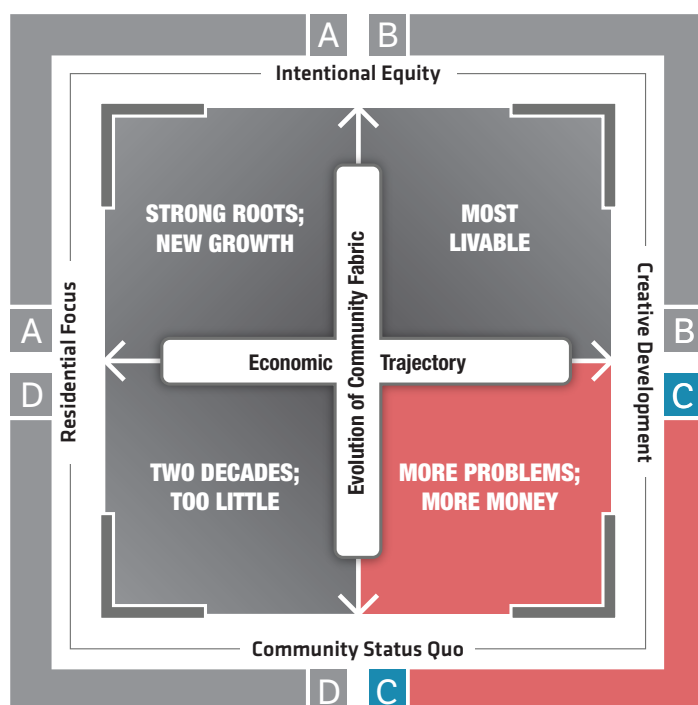 A B
Intentional Equity
STRONG ROOTS;
NEW GROWTH
MOST
LIVABLE
Evolution of Community Fabric
Residential Focus
Creative Development
A
B
Economic Trajectory
D
C
TWO DECADES;
TOO LITTLE
MORE PROBLEMS;
MORE MONEY
Community Status Quo
D C